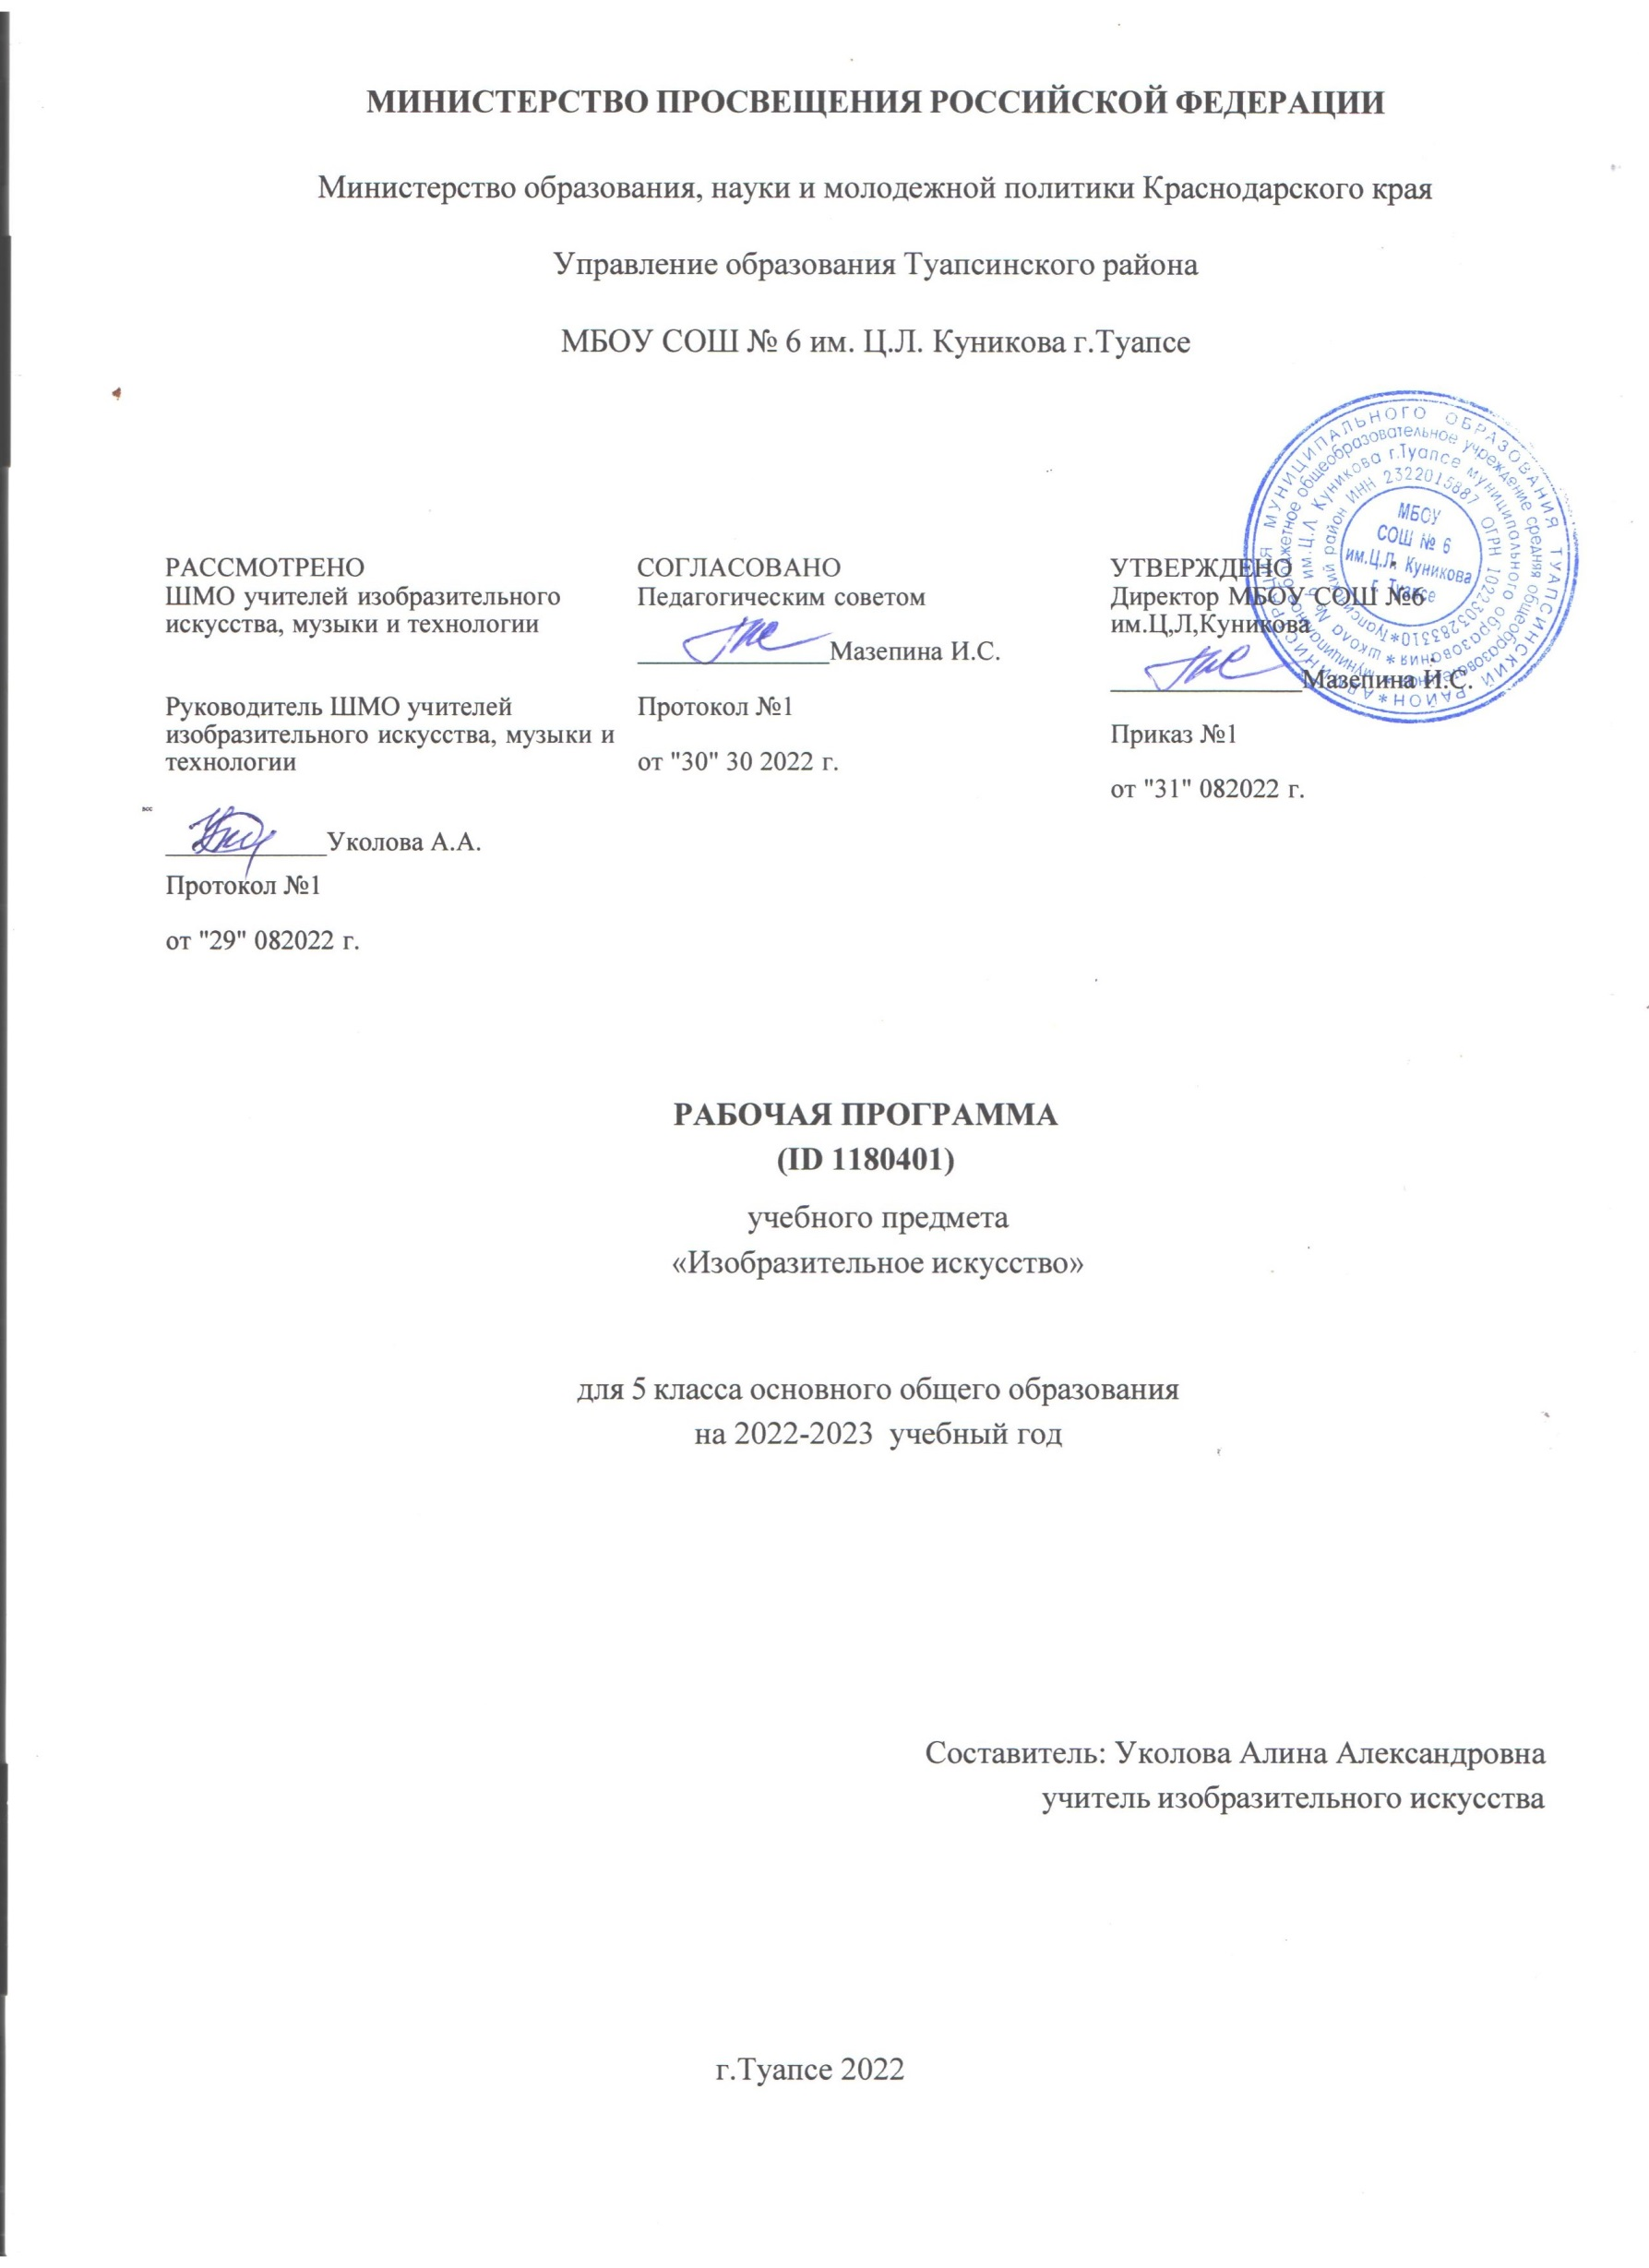 МИНИСТЕРСТВО ПРОСВЕЩЕНИЯ РОССИЙСКОЙ ФЕДЕРАЦИИ
Министерство образования, науки и молодежной политики Краснодарского края
Управление образования Туапсинского района
МБОУ СОШ № 6 им. Ц.Л. Куникова г.Туапсе
РАССМОТРЕНО
ШМО учителей изобразительного
искусства, музыки и технологии
Руководитель ШМО учителей
изобразительного искусства, музыки и
технологии
Уколова А.А.
Протокол №1
от "29" 082022 г.
СОГЛАСОВАНО
Педагогическим советом
Мазепина И.С.
Протокол №1
от "30" 30 2022 г.
УТВЕРЖДЕНО
Директор МБОУ СОШ №6
им.Ц,Л,Куникова
Мазепина И.С.
Приказ №1
от "31" 082022 г.
МБОУ
СОШ № 6
им.Ц.Л. Куникова
г. Туапсе
РАБОЧАЯ ПРОГРАММА
(ID 1180401)
учебного предмета
«Изобразительное искусство»
для 5 класса основного общего образования
на 2022-2023 учебный год
Составитель: Уколова Алина Александровна
учитель изобразительного искусства
г.Туапсе 2022